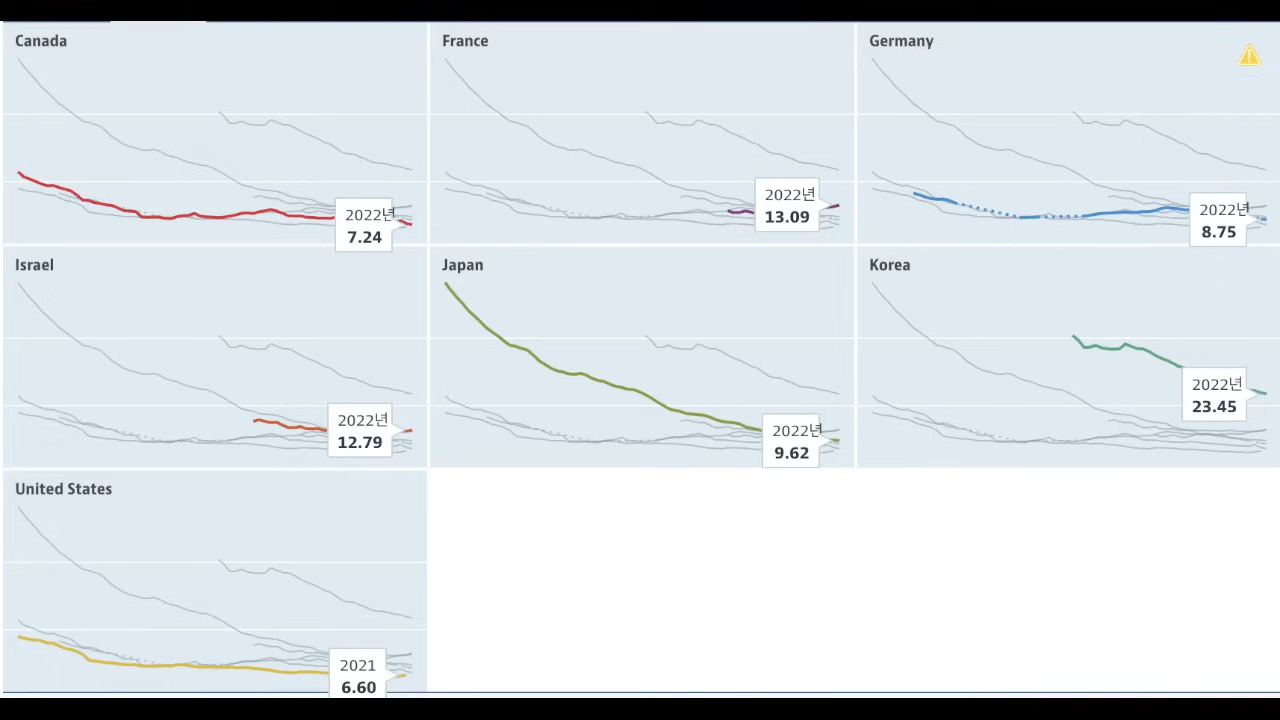 Canada
2022년
7.24
France
2022년
13.09
Germany
2022년
8.75
Israel
2022년
12.79
Japan
2022년
9.62
Korea
2022년
23.45
United States
2021
6.60